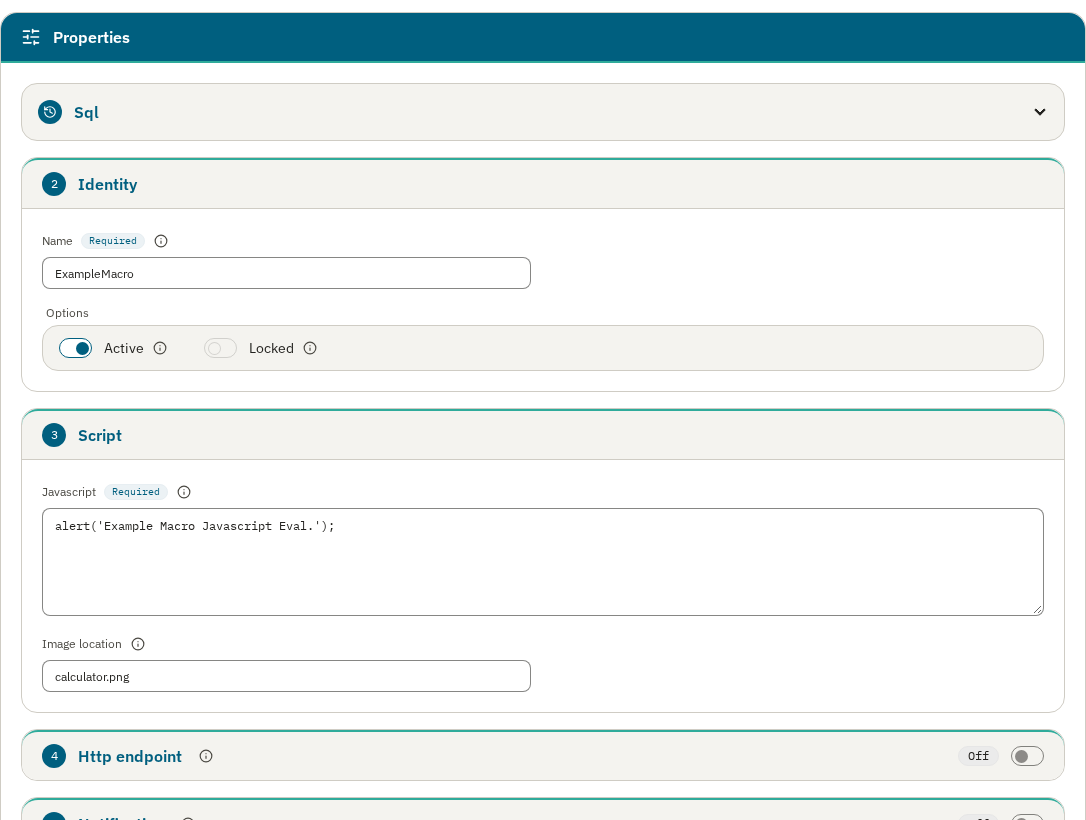 Properties
Sql
2 Identity
Name Required
ExampleMacro
Options
Active Locked
3 Script
Javascript Required
alert('Example Macro Javascript Eval.');
Image location
calculator.png
4 Http endpoint Off